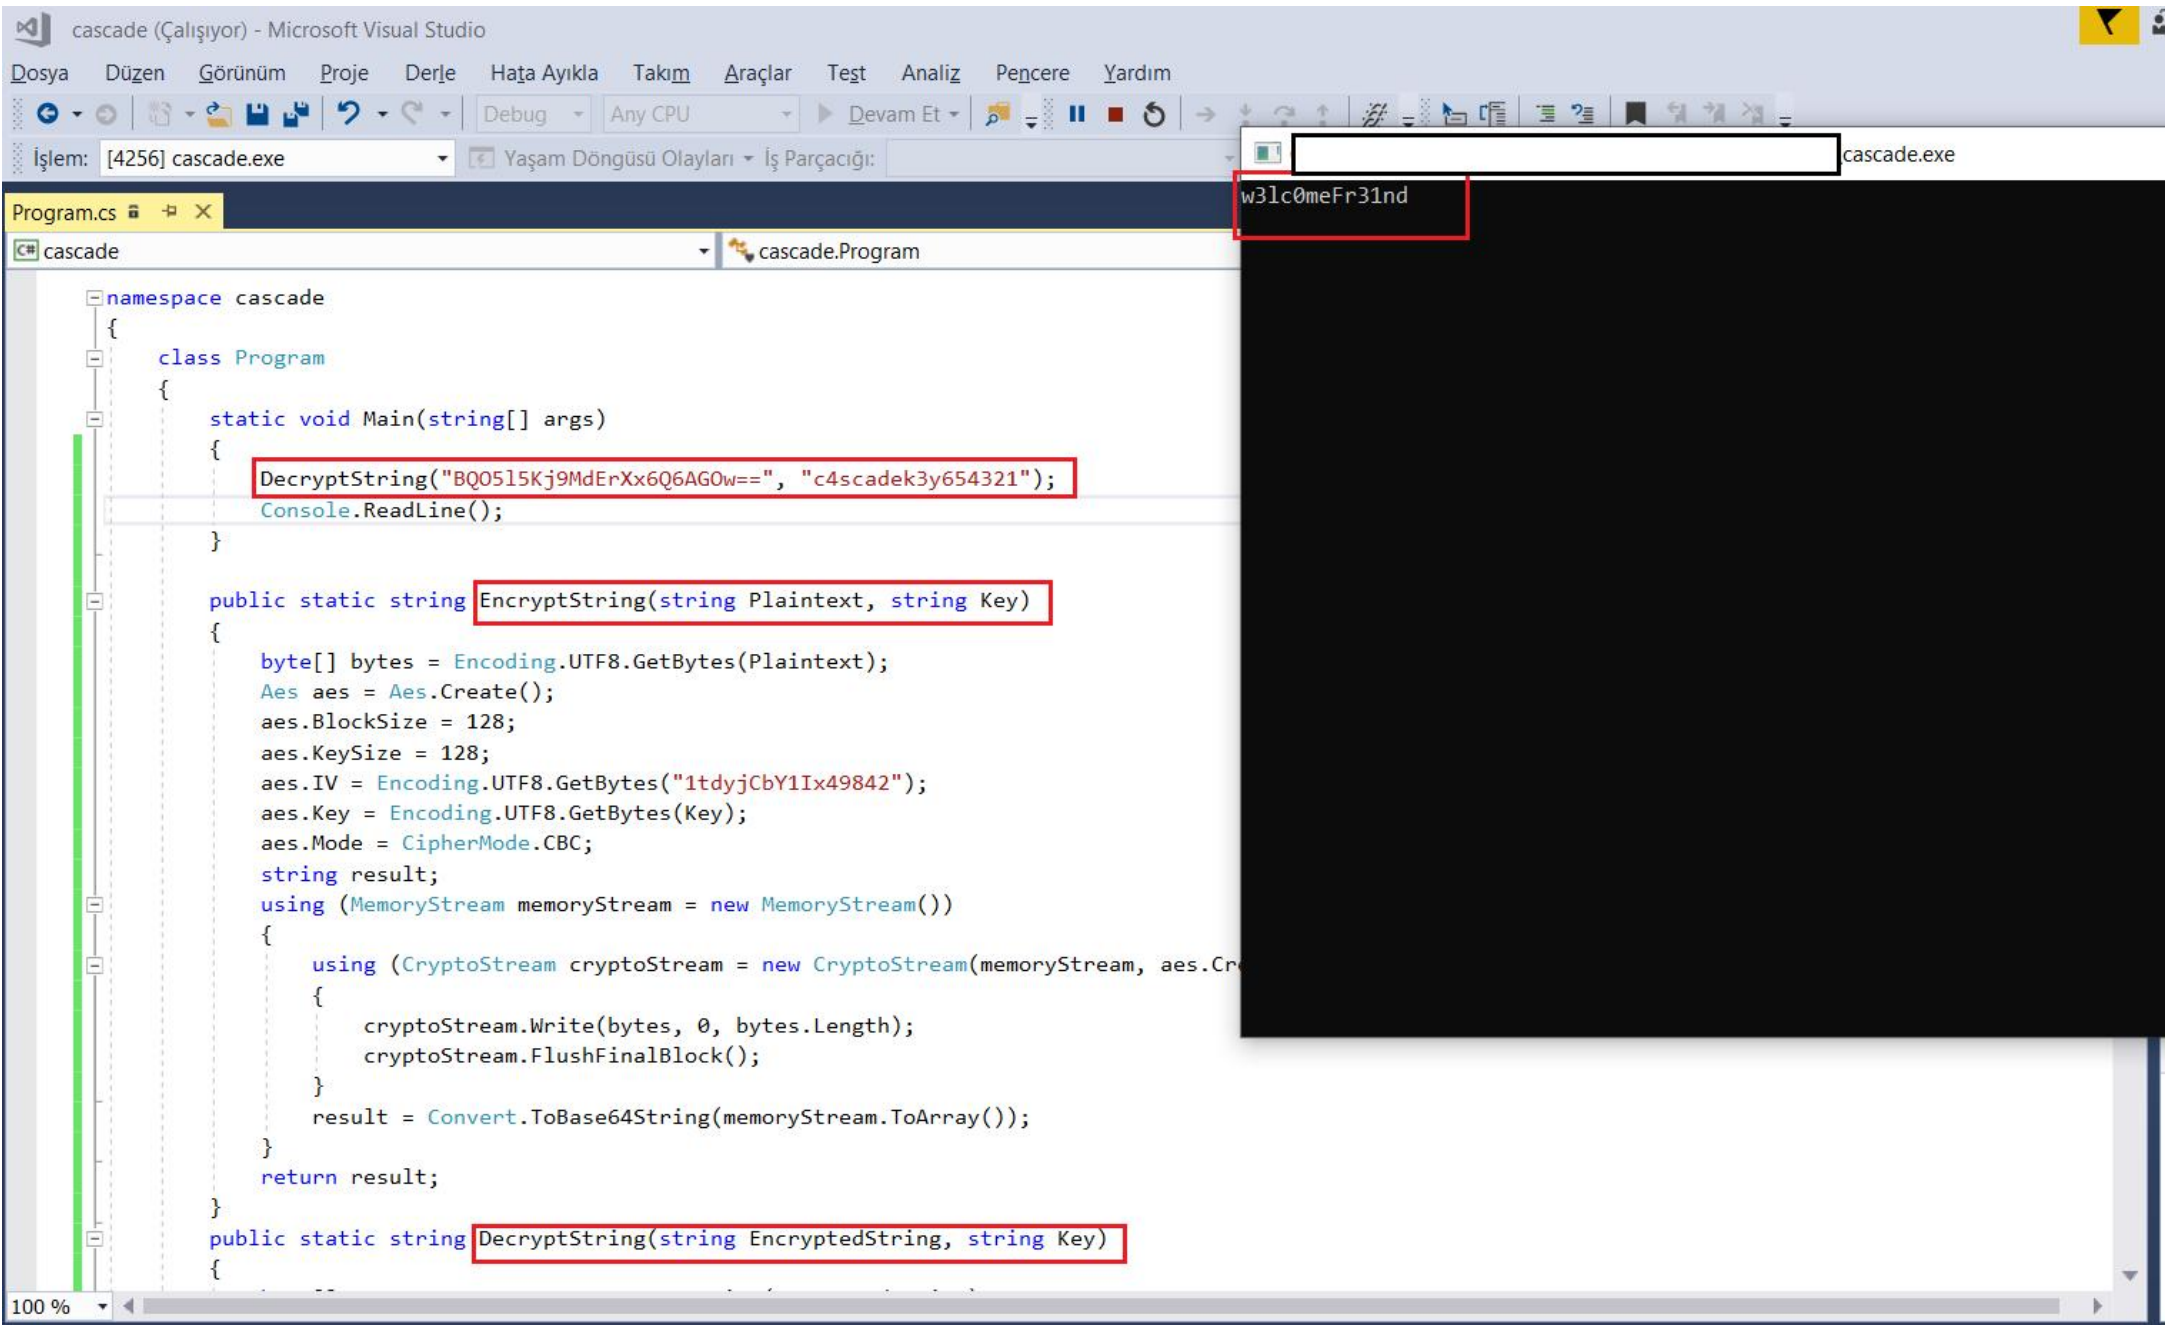 cascade (Çalışıyor) - Microsoft Visual Studio
Dosya Düzen Görünüm Proje Derle Hata Ayıkla Takım Araçlar Test Analiz Pencere Yardım
Debug Any CPU Devam Et
İşlem: [4256] cascade.exe Yaşam Döngüsü Olayları İş Parçacığı:
cascade.exe
w3lc0meFr31nd
Program.cs
C# cascade cascade.Program
namespace cascade
{
class Program
{
static void Main(string[] args)
{
DecryptString("BQO5l5Kj9MdErXx6Q6AGOw==", "c4scadek3y654321");
Console.ReadLine();
}
public static string EncryptString(string Plaintext, string Key)
{
byte[] bytes = Encoding.UTF8.GetBytes(Plaintext);
Aes aes = Aes.Create();
aes.BlockSize = 128;
aes.KeySize = 128;
aes.IV = Encoding.UTF8.GetBytes("1tdyjCbY1Ix49842");
aes.Key = Encoding.UTF8.GetBytes(Key);
aes.Mode = CipherMode.CBC;
string result;
using (MemoryStream memoryStream = new MemoryStream())
{
using (CryptoStream cryptoStream = new CryptoStream(memoryStream, aes.Cr
{
cryptoStream.Write(bytes, 0, bytes.Length);
cryptoStream.FlushFinalBlock();
}
result = Convert.ToBase64String(memoryStream.ToArray());
}
return result;
}
public static string DecryptString(string EncryptedString, string Key)
{
100 %